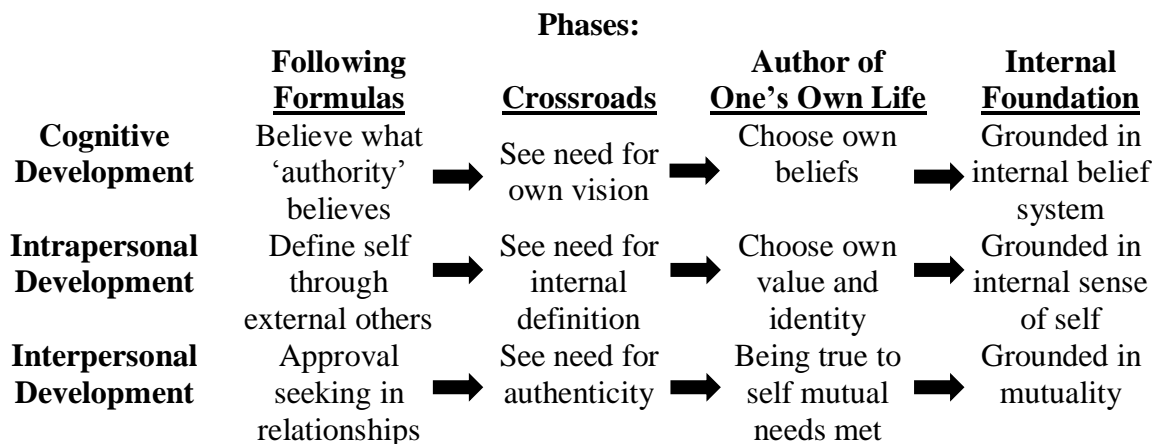 Phases:
Following Formulas
Crossroads
Author of One’s Own Life
Internal Foundation
Cognitive Development
Believe what ‘authority’ believes
See need for own vision
Choose own beliefs
Grounded in internal belief system
Intrapersonal Development
Define self through external others
See need for internal definition
Choose own value and identity
Grounded in internal sense of self
Interpersonal Development
Approval seeking in relationships
See need for authenticity
Being true to self mutual needs met
Grounded in mutuality